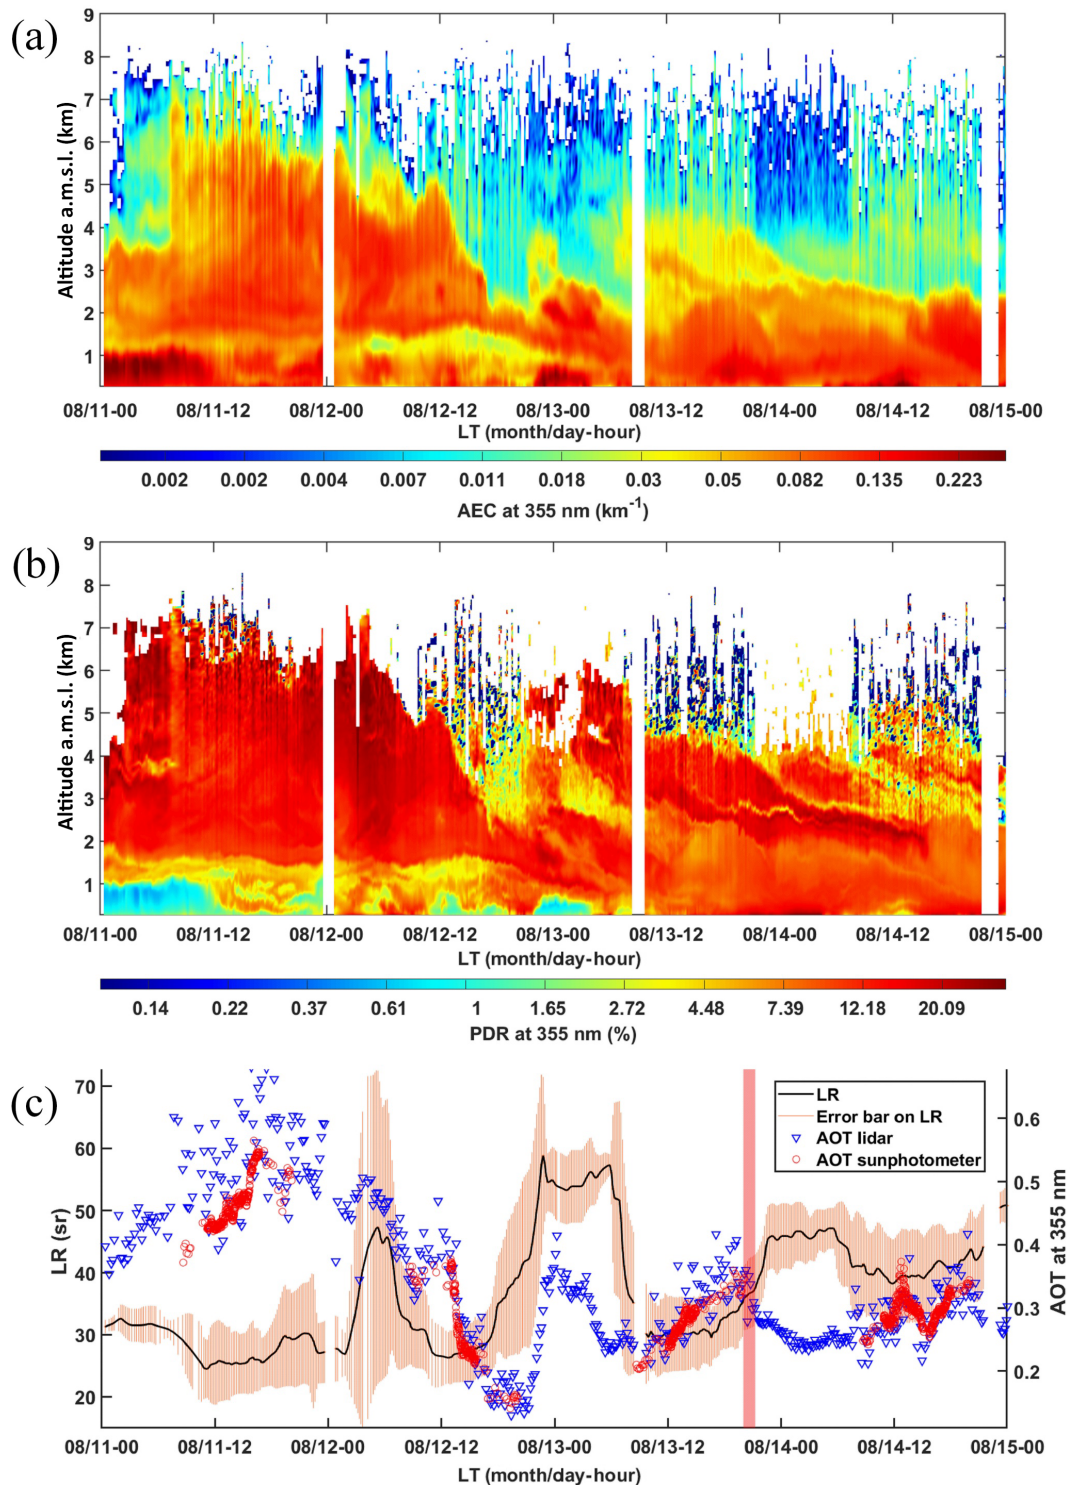 (a)
9
8
7
6
5
4
3
2
1
Altitude a.m.s.l. (km)
08/11-00 08/11-12 08/12-00 08/12-12 08/13-00 08/13-12 08/14-00 08/14-12 08/15-00
LT (month/day-hour)
0.002 0.002 0.004 0.007 0.011 0.018 0.03 0.05 0.082 0.135 0.223
AEC at 355 nm (km-1)
(b)
9
8
7
6
5
4
3
2
1
Altitude a.m.s.l. (km)
08/11-00 08/11-12 08/12-00 08/12-12 08/13-00 08/13-12 08/14-00 08/14-12 08/15-00
LT (month/day-hour)
0.14 0.22 0.37 0.61 1 1.65 2.72 4.48 7.39 12.18 20.09
PDR at 355 nm (%)
(c)
70
60
50
40
30
20
LR (sr)
LR
Error bar on LR
AOT lidar
AOT sunphotometer
0.6
0.5
0.4
0.3
0.2
AOT at 355 nm
08/11-00 08/11-12 08/12-00 08/12-12 08/13-00 08/13-12 08/14-00 08/14-12 08/15-00
LT (month/day-hour)